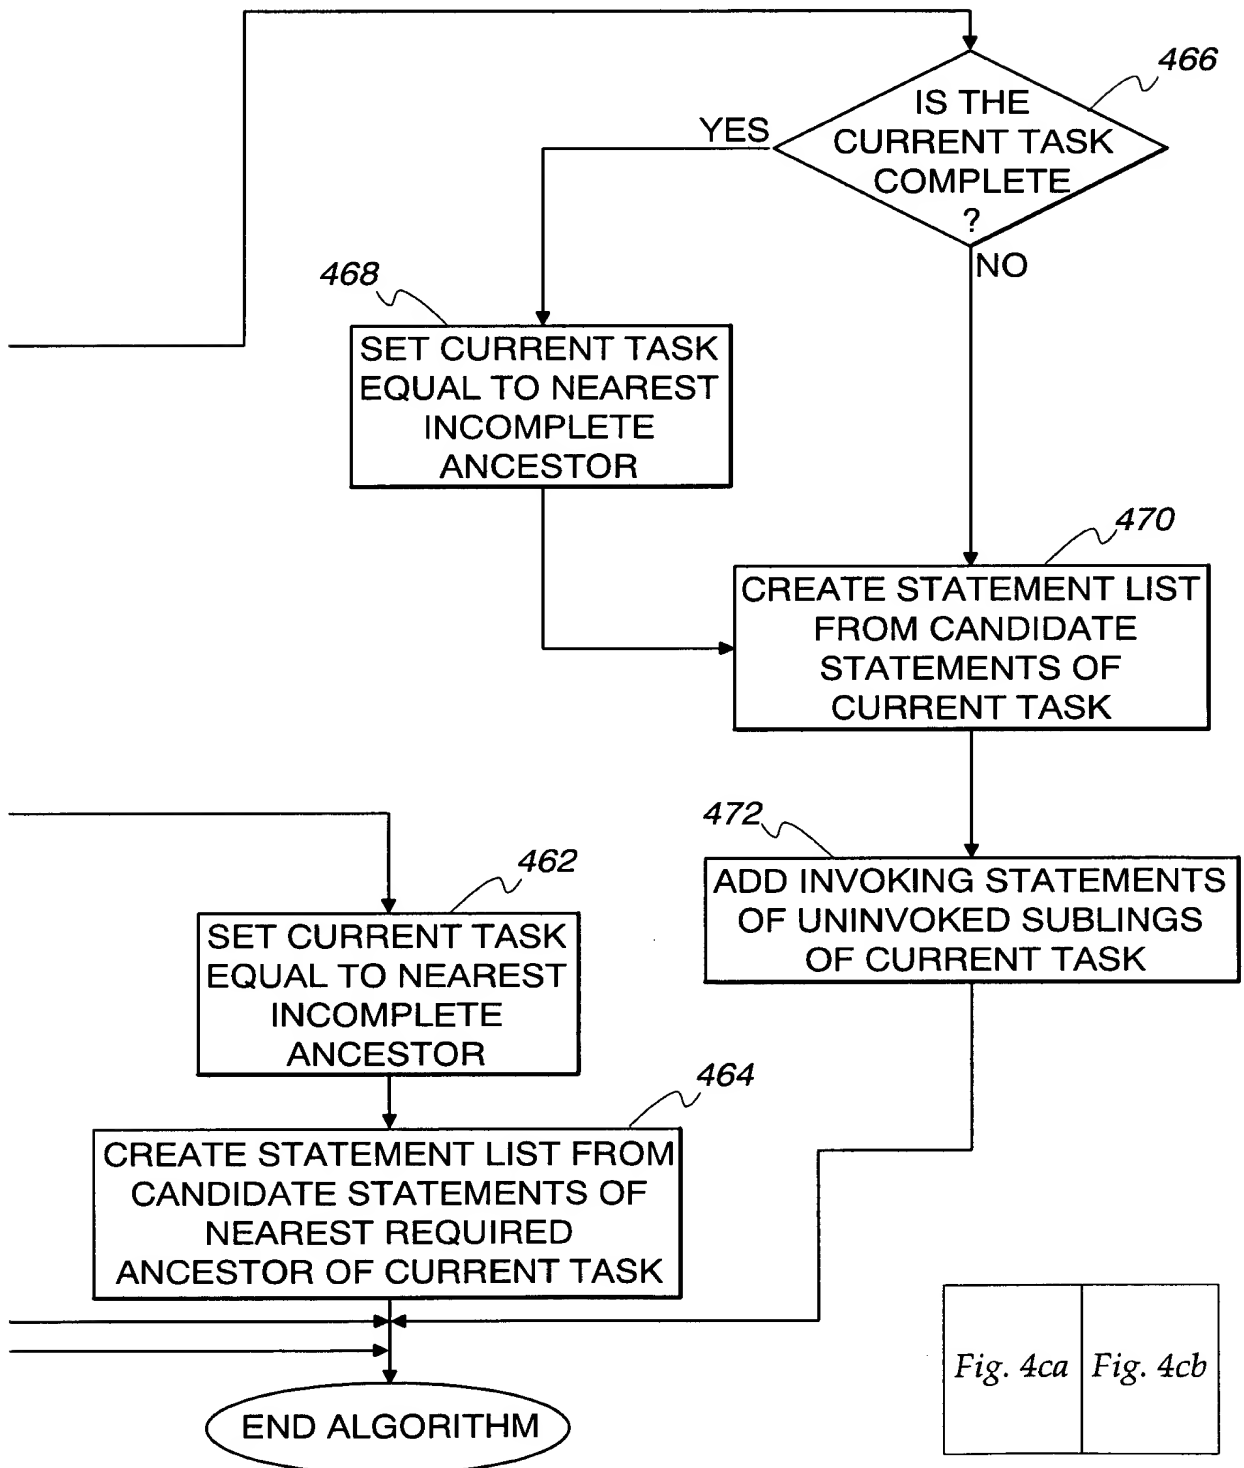 466
IS THE
CURRENT TASK
COMPLETE
?
YES
NO
468
SET CURRENT TASK
EQUAL TO NEAREST
INCOMPLETE
ANCESTOR
470
CREATE STATEMENT LIST
FROM CANDIDATE
STATEMENTS OF
CURRENT TASK
472
ADD INVOKING STATEMENTS
OF UNINVOKED SUBLINGS
OF CURRENT TASK
462
SET CURRENT TASK
EQUAL TO NEAREST
INCOMPLETE
ANCESTOR
464
CREATE STATEMENT LIST FROM
CANDIDATE STATEMENTS OF
NEAREST REQUIRED
ANCESTOR OF CURRENT TASK
END ALGORITHM
Fig. 4ca
Fig. 4cb